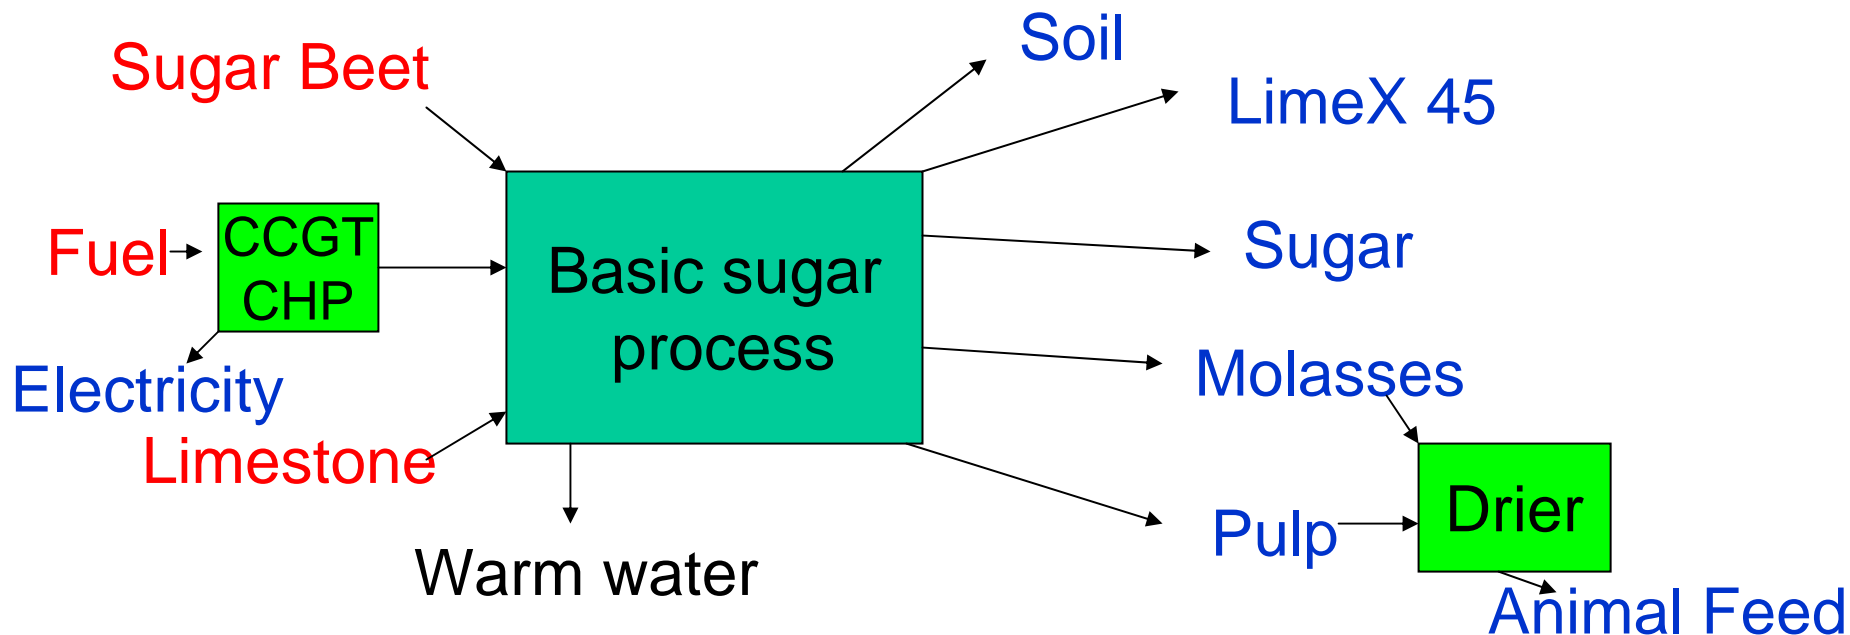 Soil
Sugar Beet
LimeX 45
Fuel
CCGT
CHP
Sugar
Basic sugar
process
Electricity
Molasses
Limestone
Drier
Pulp
Warm water
Animal Feed